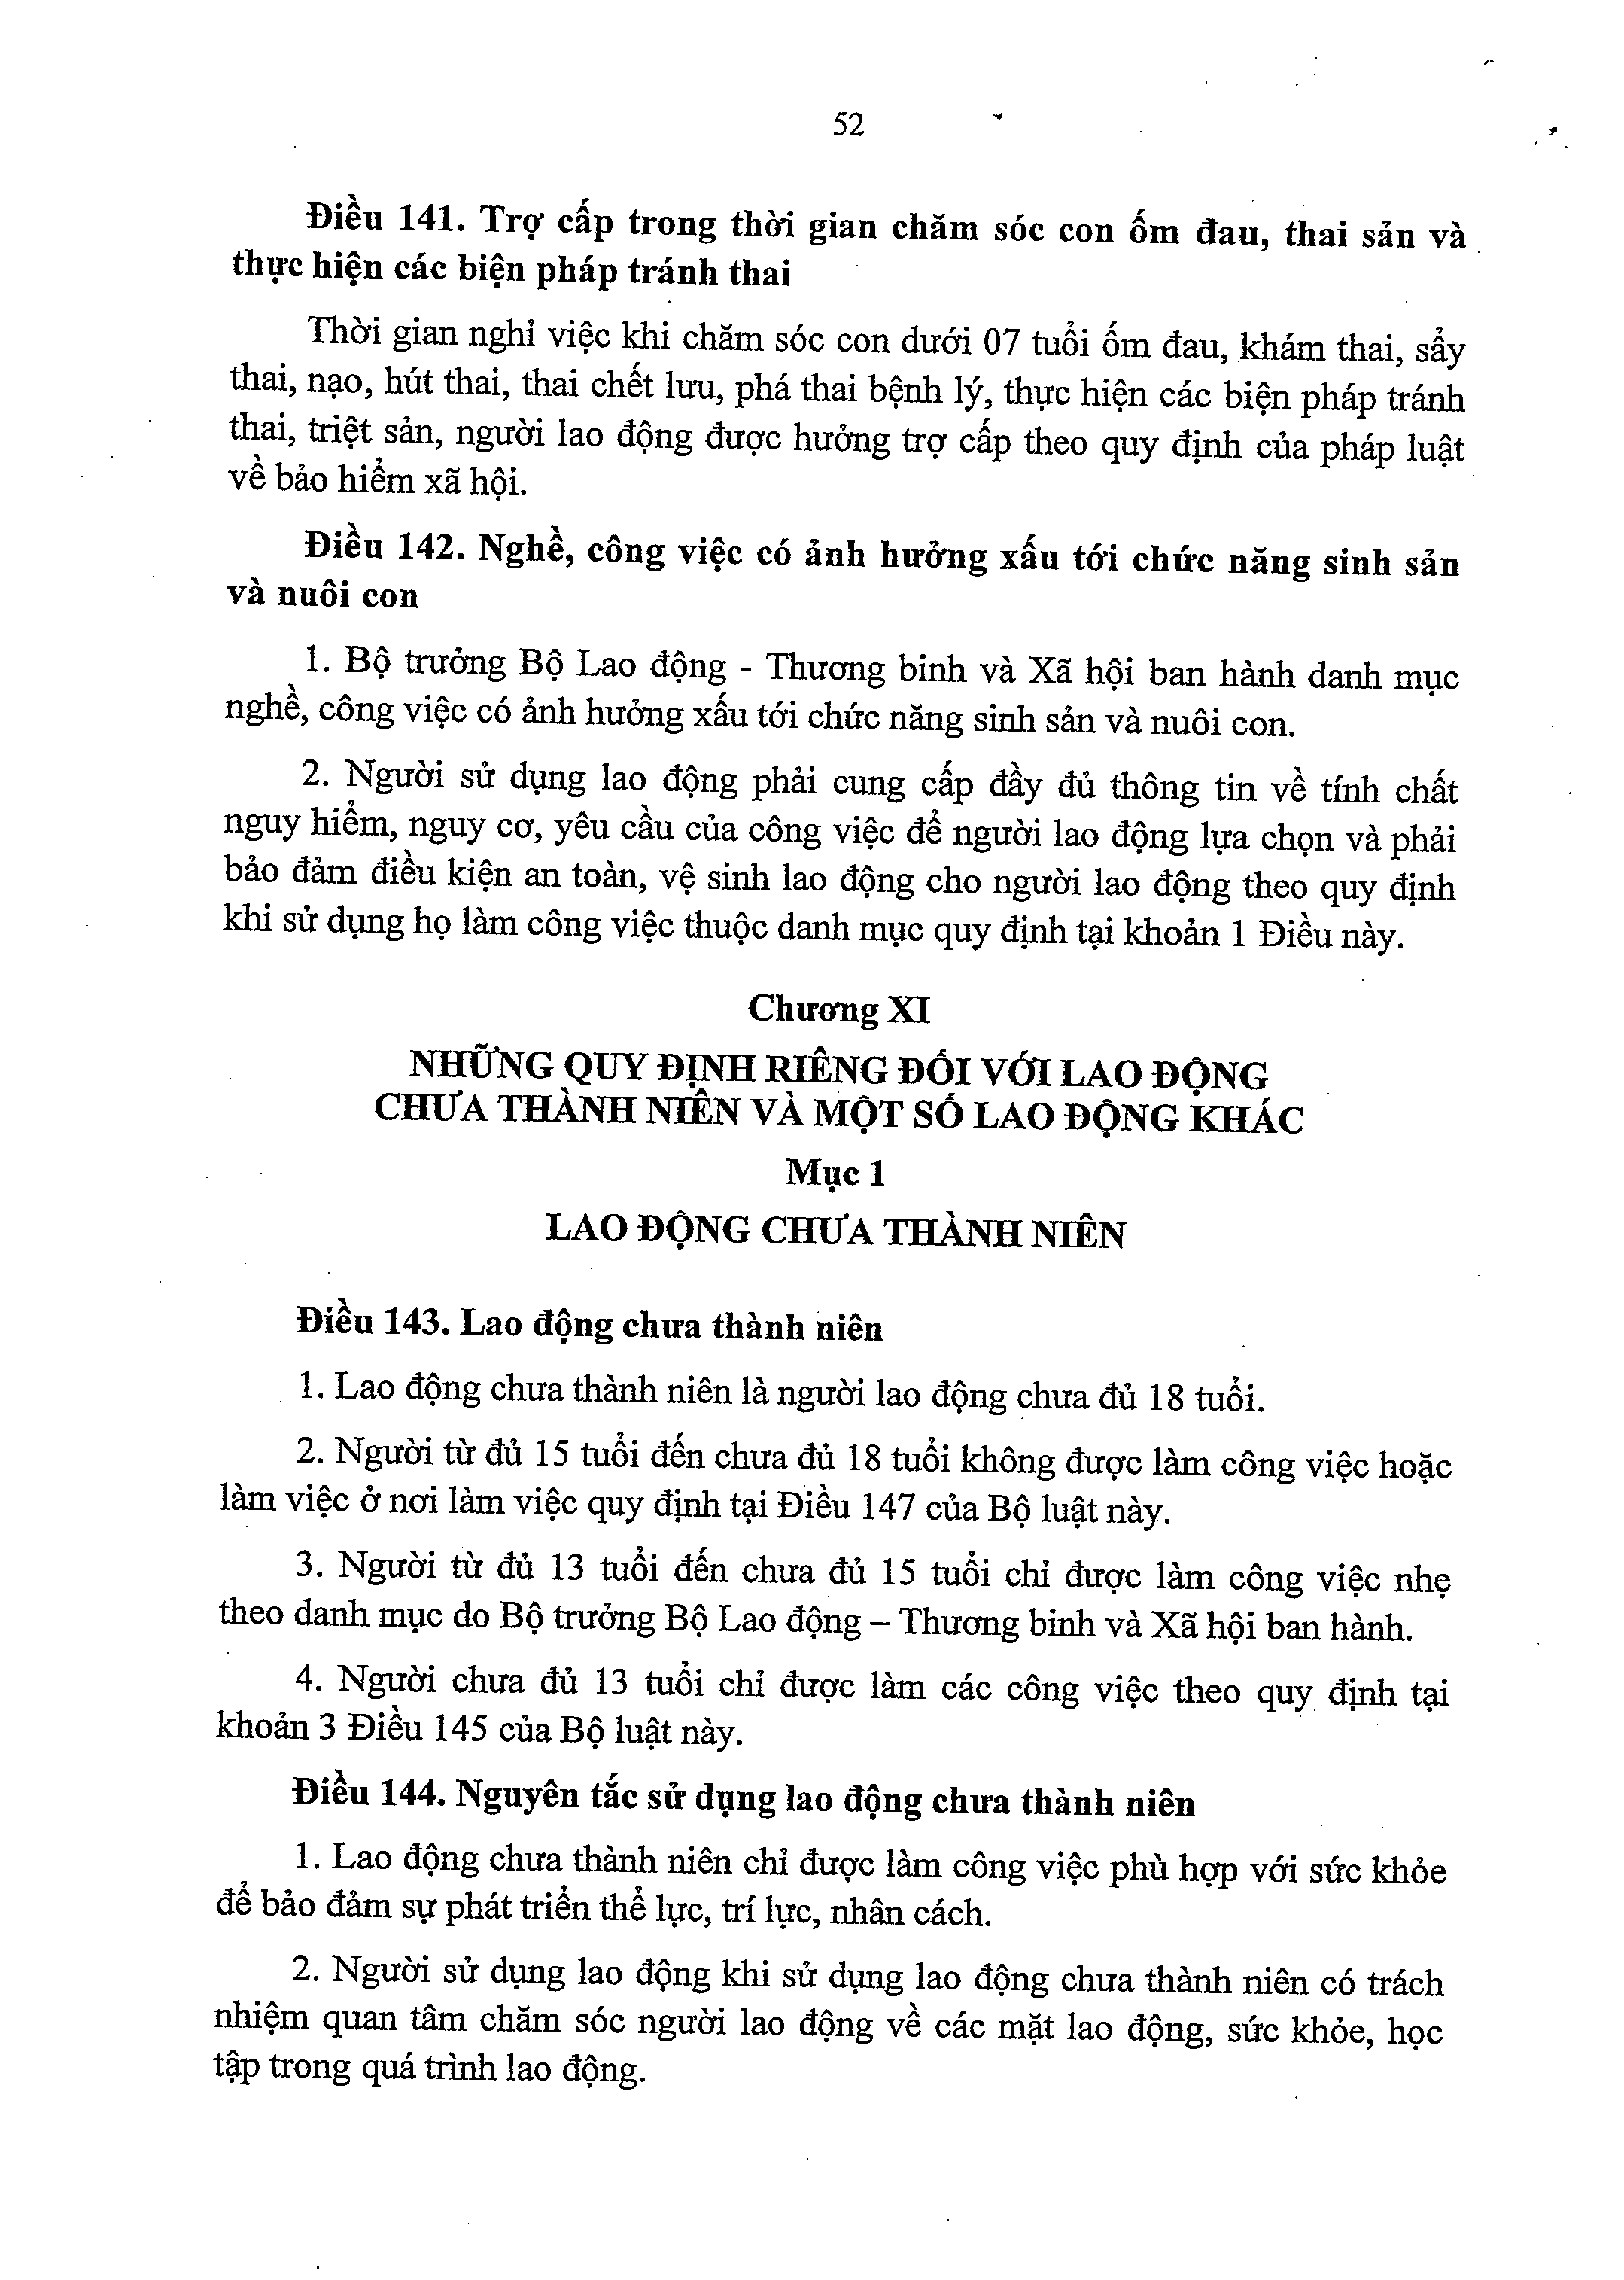 52
Điều 141. Trợ cấp trong thời gian chăm sóc con ốm đau, thai sản và
thực hiện các biện pháp tránh thai
Thời gian nghỉ việc khi chăm sóc con dưới 07 tuổi ốm đau, khám thai, sẩy
thai, nạo, hút thai, thai chết lưu, phá thai bệnh lý, thực hiện các biện pháp tránh
thai, triệt sản, người lao động được hưởng trợ cấp theo quy định của pháp luật
về bảo hiểm xã hội.
Điều 142. Nghề, công việc có ảnh hưởng xấu tới chức năng sinh sản
và nuôi con
1. Bộ trưởng Bộ Lao động - Thương binh và Xã hội ban hành danh mục
nghề, công việc có ảnh hưởng xấu tới chức năng sinh sản và nuôi con.
2. Người sử dụng lao động phải cung cấp đầy đủ thông tin về tính chất
nguy hiểm, nguy cơ, yêu cầu của công việc để người lao động lựa chọn và phải
bảo đảm điều kiện an toàn, vệ sinh lao động cho người lao động theo quy định
khi sử dụng họ làm công việc thuộc danh mục quy định tại khoản 1 Điều này.
Chương XI
NHỮNG QUY ĐỊNH RIÊNG ĐỐI VỚI LAO ĐỘNG
CHƯA THÀNH NIÊN VÀ MỘT SỐ LAO ĐỘNG KHÁC
Mục 1
LAO ĐỘNG CHƯA THÀNH NIÊN
Điều 143. Lao động chưa thành niên
1. Lao động chưa thành niên là người lao động chưa đủ 18 tuổi.
2. Người từ đủ 15 tuổi đến chưa đủ 18 tuổi không được làm công việc hoặc
làm việc ở nơi làm việc quy định tại Điều 147 của Bộ luật này.
3. Người từ đủ 13 tuổi đến chưa đủ 15 tuổi chỉ được làm công việc nhẹ
theo danh mục do Bộ trưởng Bộ Lao động – Thương binh và Xã hội ban hành.
4. Người chưa đủ 13 tuổi chỉ được làm các công việc theo quy định tại
khoản 3 Điều 145 của Bộ luật này.
Điều 144. Nguyên tắc sử dụng lao động chưa thành niên
1. Lao động chưa thành niên chỉ được làm công việc phù hợp với sức khỏe
để bảo đảm sự phát triển thể lực, trí lực, nhân cách.
2. Người sử dụng lao động khi sử dụng lao động chưa thành niên có trách
nhiệm quan tâm chăm sóc người lao động về các mặt lao động, sức khỏe, học
tập trong quá trình lao động.